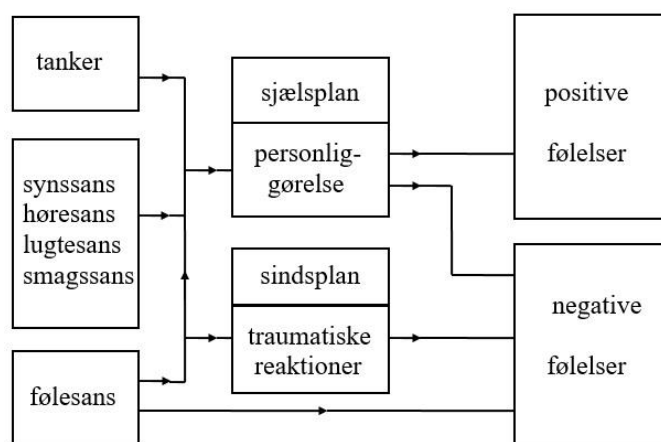 tanker
synssans
høresans
lugtesans
smagssans
følesans
sjælsplan
personlig-
gørelse
sindsplan
traumatiske
reaktioner
positive
følelser
negative
følelser